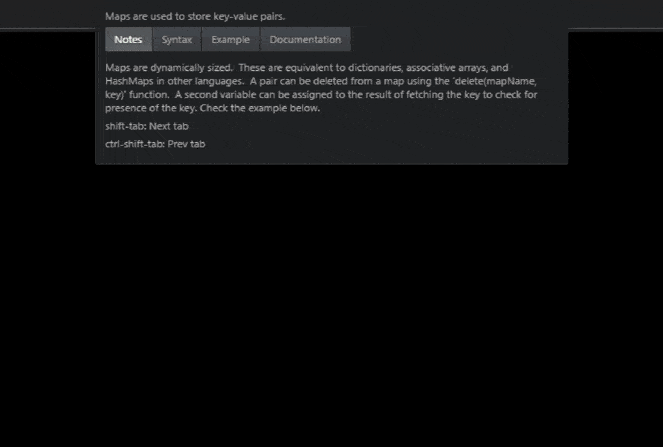 Maps are used to store key-value pairs.
Notes Syntax Example Documentation
Maps are dynamically sized. These are equivalent to dictionaries, associative arrays, and
HashMaps in other languages. A pair can be deleted from a map using the `delete(mapName,
key)` function. A second variable can be assigned to the result of fetching the key to check for
presence of the key. Check the example below.
shift-tab: Next tab
ctrl-shift-tab: Prev tab